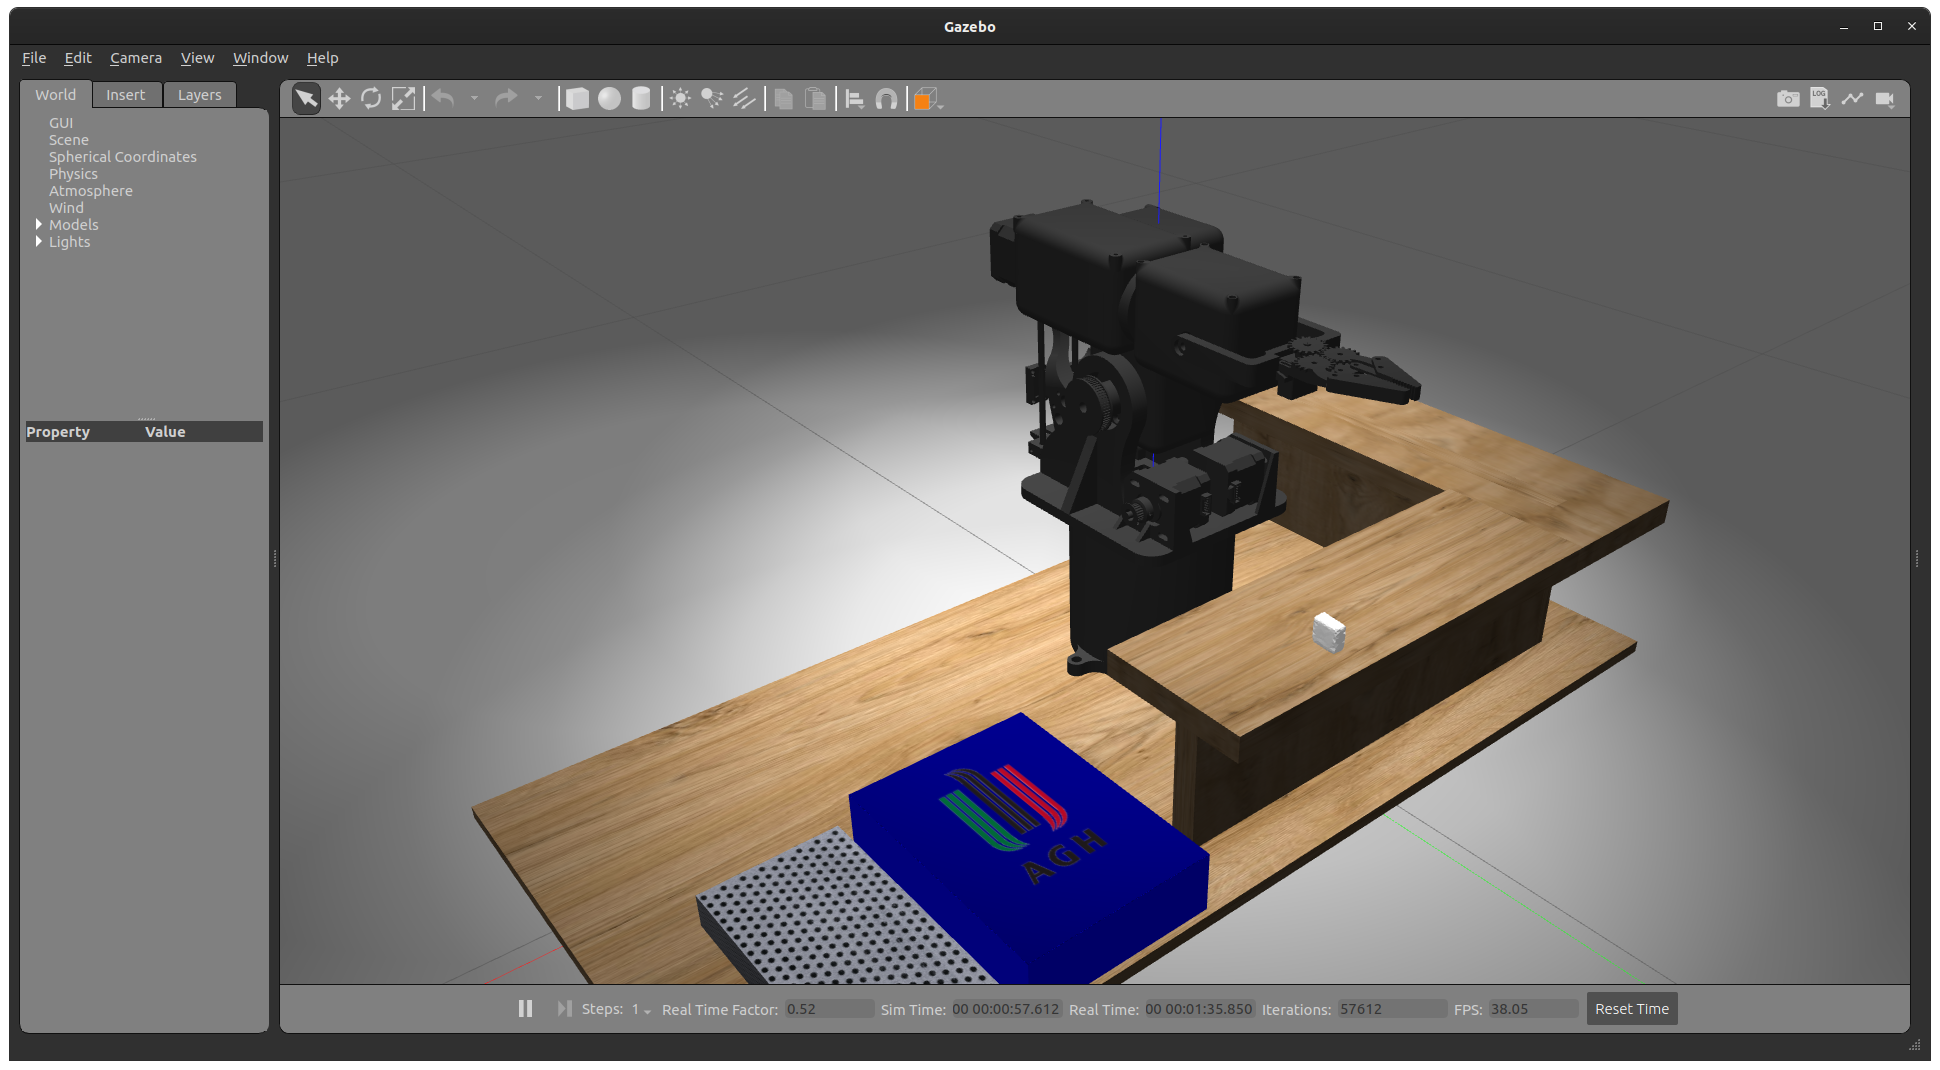 Gazebo
File Edit Camera View Window Help
World Insert Layers
LOG
GUI
Scene
Spherical Coordinates
Physics
Atmosphere
Wind
Models
Lights
Property Value
AGH
Steps: 1 Real Time Factor: 0.52 Sim Time: 00 00:00:57.612 Real Time: 00 00:01:35.850 Iterations: 57612 FPS: 38.05 Reset Time